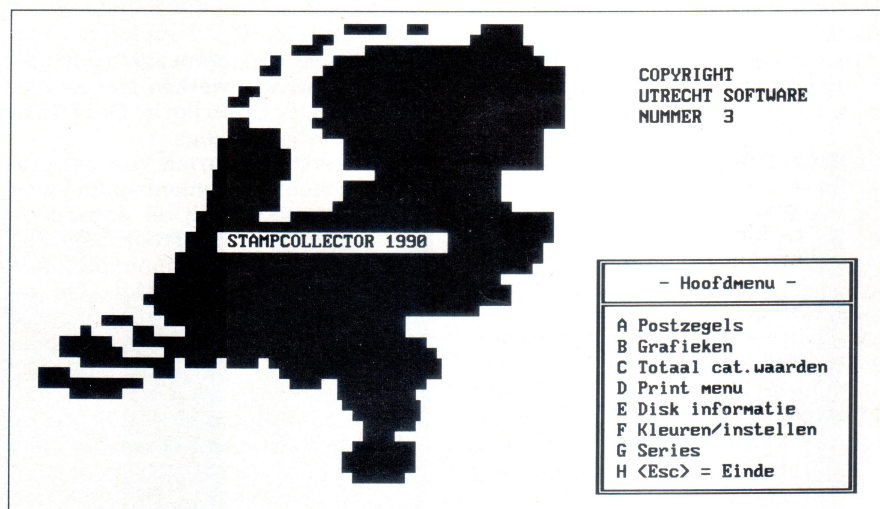 COPYRIGHT
UTRECHT SOFTWARE
NUMMER 3
STAMPCOLLECTOR 1990
- Hoofdmenu -
A Postzegels
B Grafieken
C Totaal cat.waarden
D Print menu
E Disk informatie
F Kleuren/instellen
G Series
H <Esc> = Einde